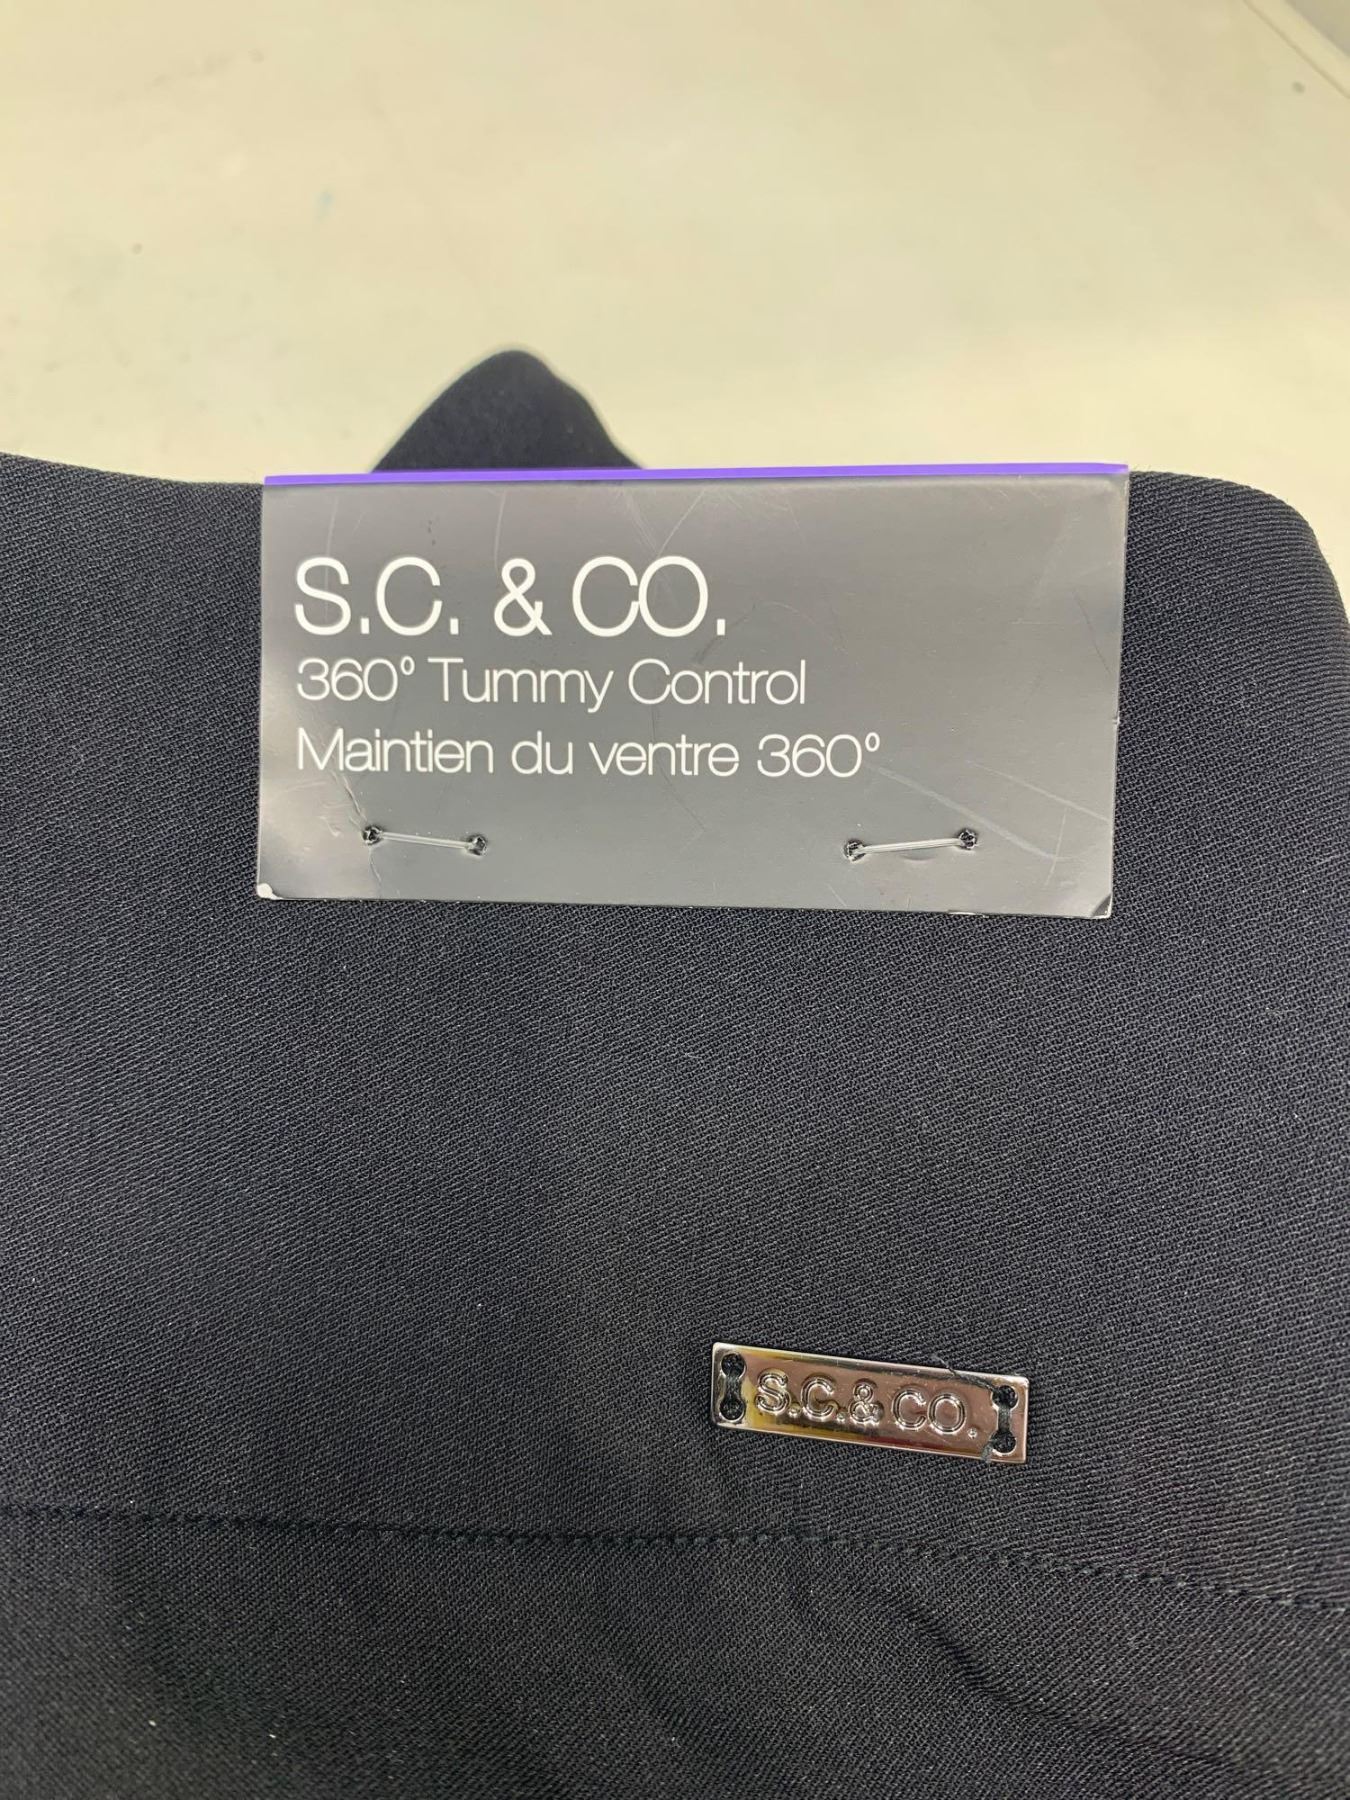 S.C. & CO.
360° Tummy Control
Maintien du ventre 360°
S.C.& CO.